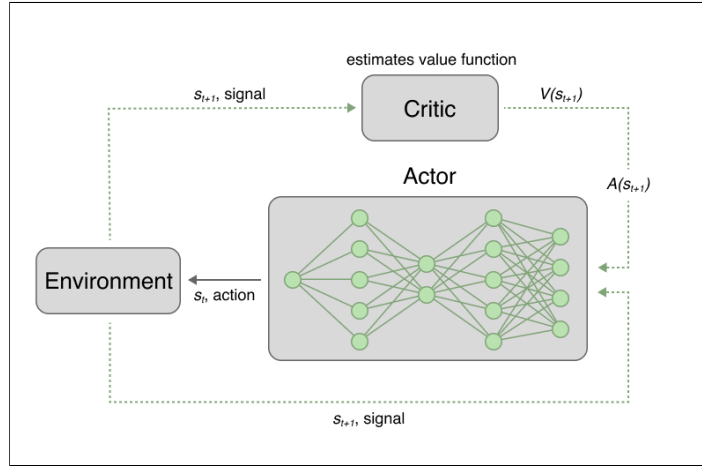 estimates value function
s_{t+1}, signal
Critic
V(s_{t+1})
Actor
A(s_{t+1})
Environment
s_t, action
s_{t+1}, signal